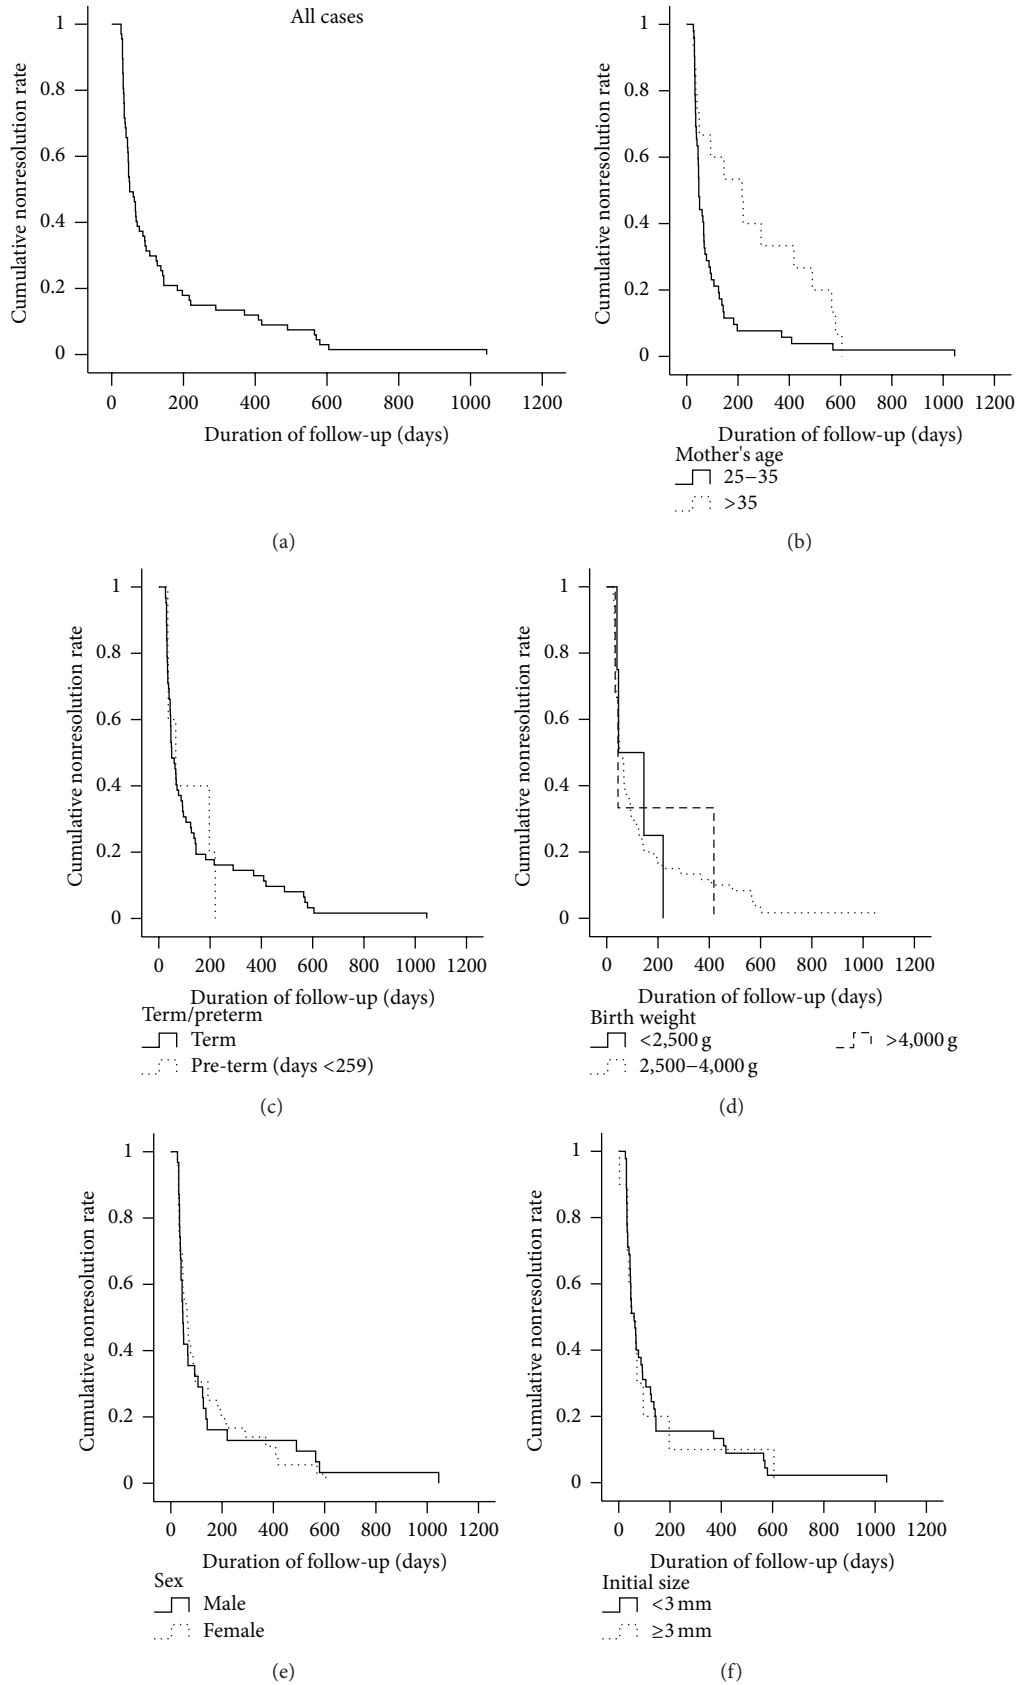 All cases
Cumulative nonresolution rate
1
0.8
0.6
0.4
0.2
0
0 200 400 600 800 1000 1200
Duration of follow-up (days)
(a)
Cumulative nonresolution rate
1
0.8
0.6
0.4
0.2
0
0 200 400 600 800 1000 1200
Duration of follow-up (days)
Mother's age
25−35
>35
(b)
Cumulative nonresolution rate
1
0.8
0.6
0.4
0.2
0
0 200 400 600 800 1000 1200
Duration of follow-up (days)
Term/preterm
Term
Pre-term (days <259)
(c)
Cumulative nonresolution rate
1
0.8
0.6
0.4
0.2
0
0 200 400 600 800 1000 1200
Duration of follow-up (days)
Birth weight
<2,500 g
2,500−4,000 g
>4,000 g
(d)
Cumulative nonresolution rate
1
0.8
0.6
0.4
0.2
0
0 200 400 600 800 1000 1200
Duration of follow-up (days)
Sex
Male
Female
(e)
Cumulative nonresolution rate
1
0.8
0.6
0.4
0.2
0
0 200 400 600 800 1000 1200
Duration of follow-up (days)
Initial size
<3 mm
≥3 mm
(f)